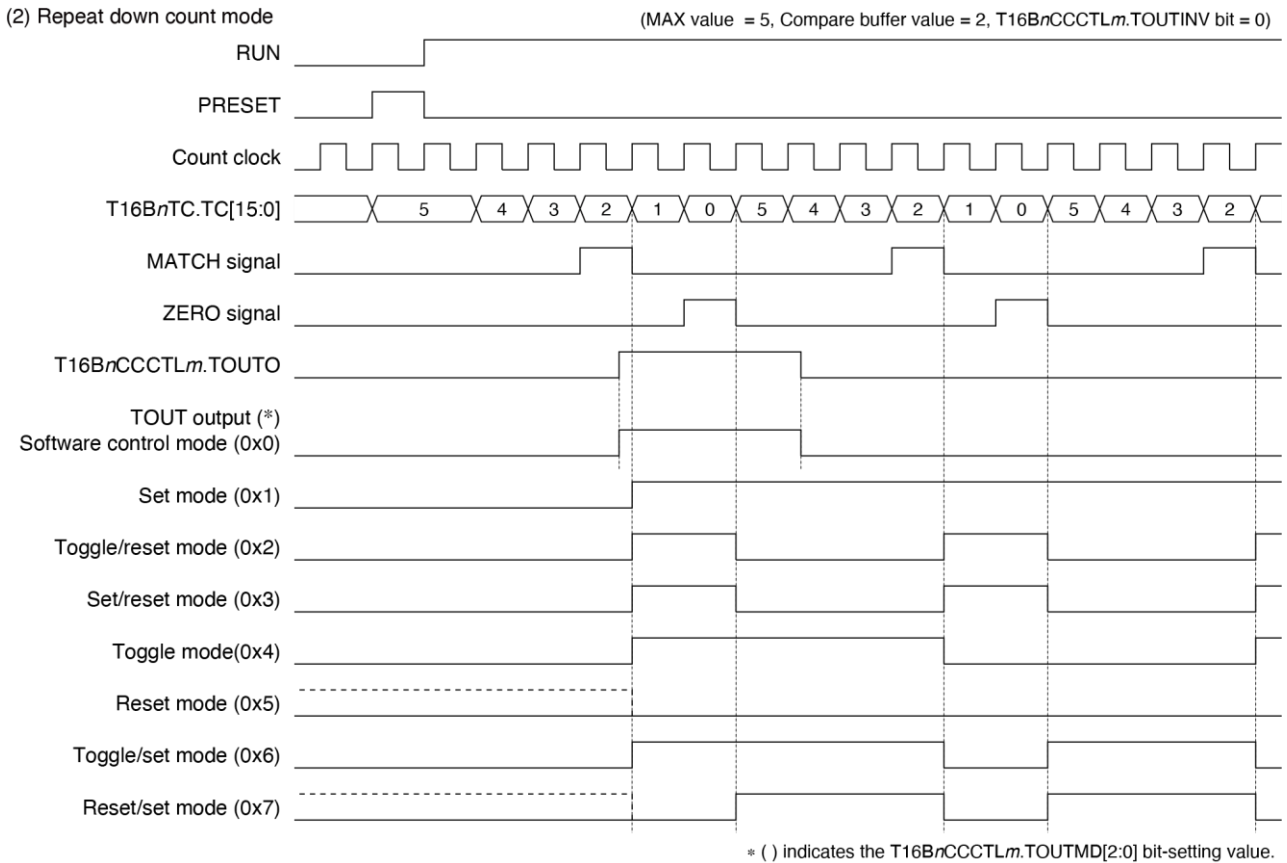 (2) Repeat down count mode
(MAX value = 5, Compare buffer value = 2, T16BnCCCTLm.TOUTINV bit = 0)
RUN
PRESET
Count clock
T16BnTC.TC[15:0]
5 4 3 2 1 0 5 4 3 2 1 0 5 4 3 2
MATCH signal
ZERO signal
T16BnCCCTLm.TOUTO
TOUT output (*)
Software control mode (0x0)
Set mode (0x1)
Toggle/reset mode (0x2)
Set/reset mode (0x3)
Toggle mode(0x4)
Reset mode (0x5)
Toggle/set mode (0x6)
Reset/set mode (0x7)
* ( ) indicates the T16BnCCCTLm.TOUTMD[2:0] bit-setting value.